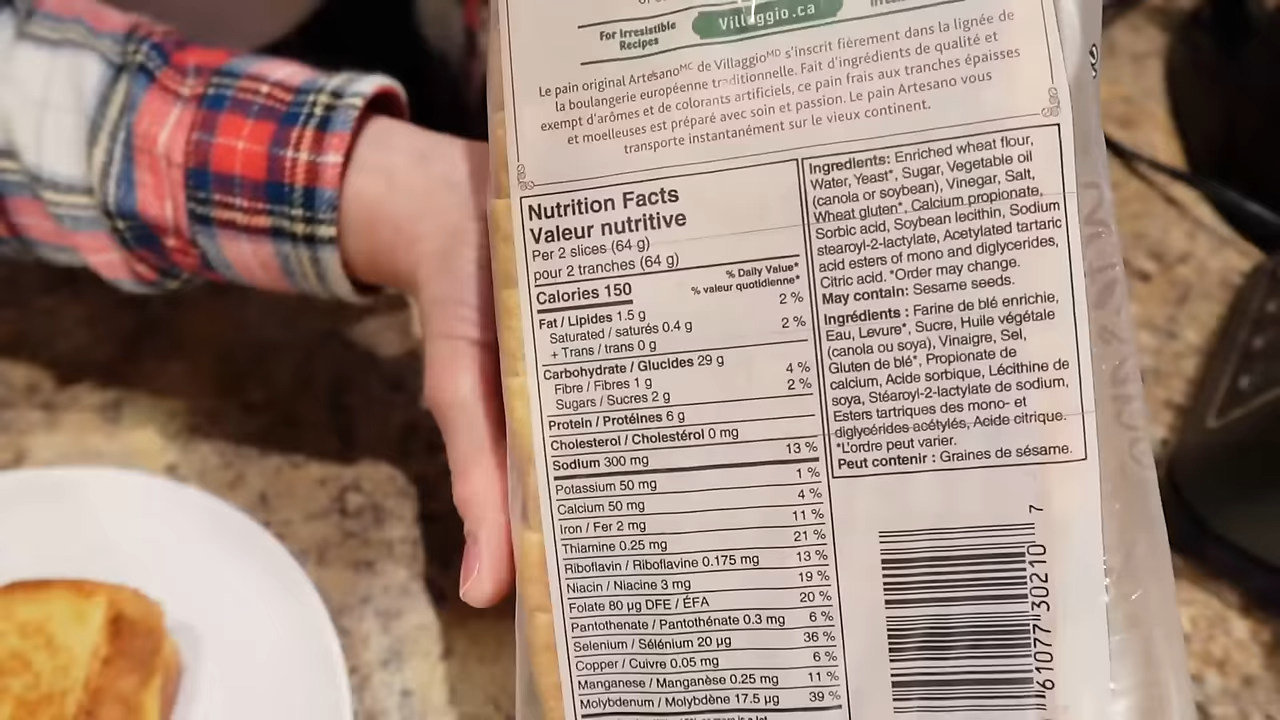 For Irresistible
Recipes
Villaggio.ca
Le pain original Artesanoᴹᶜ de Villaggioᴹᴰ s'inscrit fièrement dans la lignée de
la boulangerie européenne traditionnelle. Fait d'ingrédients de qualité et
exempt d'arômes et de colorants artificiels, ce pain frais aux tranches épaisses
et moelleuses est préparé avec soin et passion. Le pain Artesano vous
transporte instantanément sur le vieux continent.
Nutrition Facts
Valeur nutritive
Per 2 slices (64 g)
pour 2 tranches (64 g)
% Daily Value*
Calories 150
% valeur quotidienne*
Fat / Lipides 1.5 g 2 %
Saturated / saturés 0.4 g
+ Trans / trans 0 g 2 %
Carbohydrate / Glucides 29 g
Fibre / Fibres 1 g 4 %
Sugars / Sucres 2 g 2 %
Protein / Protéines 6 g
Cholesterol / Cholestérol 0 mg
Sodium 300 mg 13 %
Potassium 50 mg 1 %
Calcium 50 mg 4 %
Iron / Fer 2 mg 11 %
Thiamine 0.25 mg 21 %
Riboflavin / Riboflavine 0.175 mg 13 %
Niacin / Niacine 3 mg 19 %
Folate 80 µg DFE / ÉFA 20 %
Pantothenate / Pantothénate 0.3 mg 6 %
Selenium / Sélénium 20 µg 36 %
Copper / Cuivre 0.05 mg 6 %
Manganese / Manganèse 0.25 mg 11 %
Molybdenum / Molybdène 17.5 µg 39 %
Ingredients: Enriched wheat flour,
Water, Yeast*, Sugar, Vegetable oil
(canola or soybean), Vinegar, Salt,
Wheat gluten*, Calcium propionate,
Sorbic acid, Soybean lecithin, Sodium
stearoyl-2-lactylate, Acetylated tartaric
acid esters of mono and diglycerides,
Citric acid. *Order may change.
May contain: Sesame seeds.
Ingrédients : Farine de blé enrichie,
Eau, Levure*, Sucre, Huile végétale
(canola ou soya), Vinaigre, Sel,
Gluten de blé*, Propionate de
calcium, Acide sorbique, Lécithine de
soya, Stéaroyl-2-lactylate de sodium,
Esters tartriques des mono- et
diglycérides acétylés, Acide citrique.
*L'ordre peut varier.
Peut contenir : Graines de sésame.
61077 30210 7